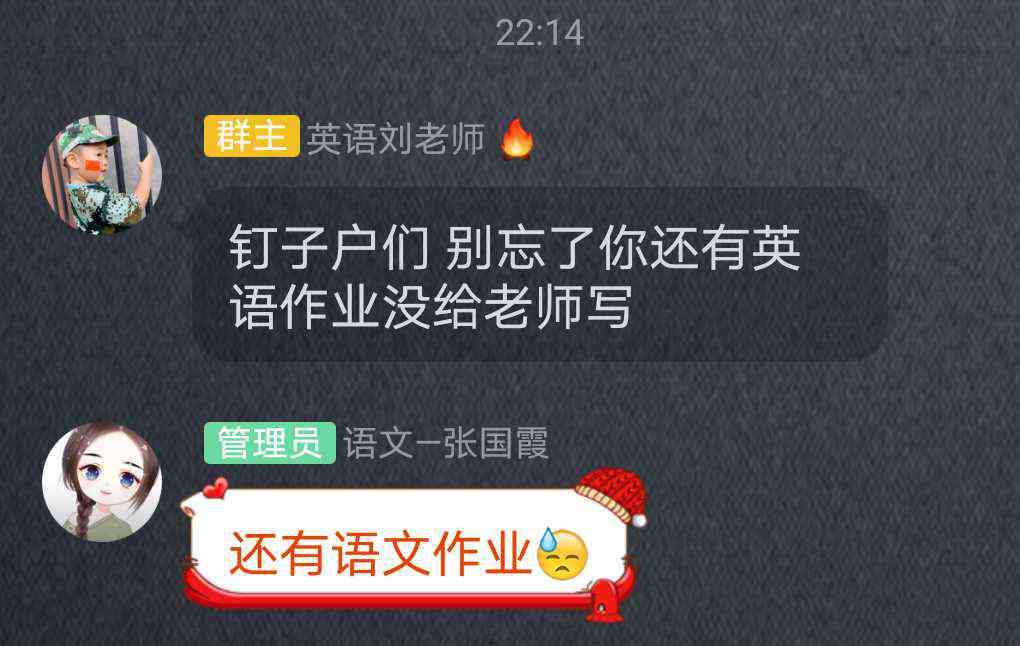 22:14
群主 英语刘老师
钉子户们 别忘了你还有英
语作业没给老师写
管理员 语文—张国霞
还有语文作业